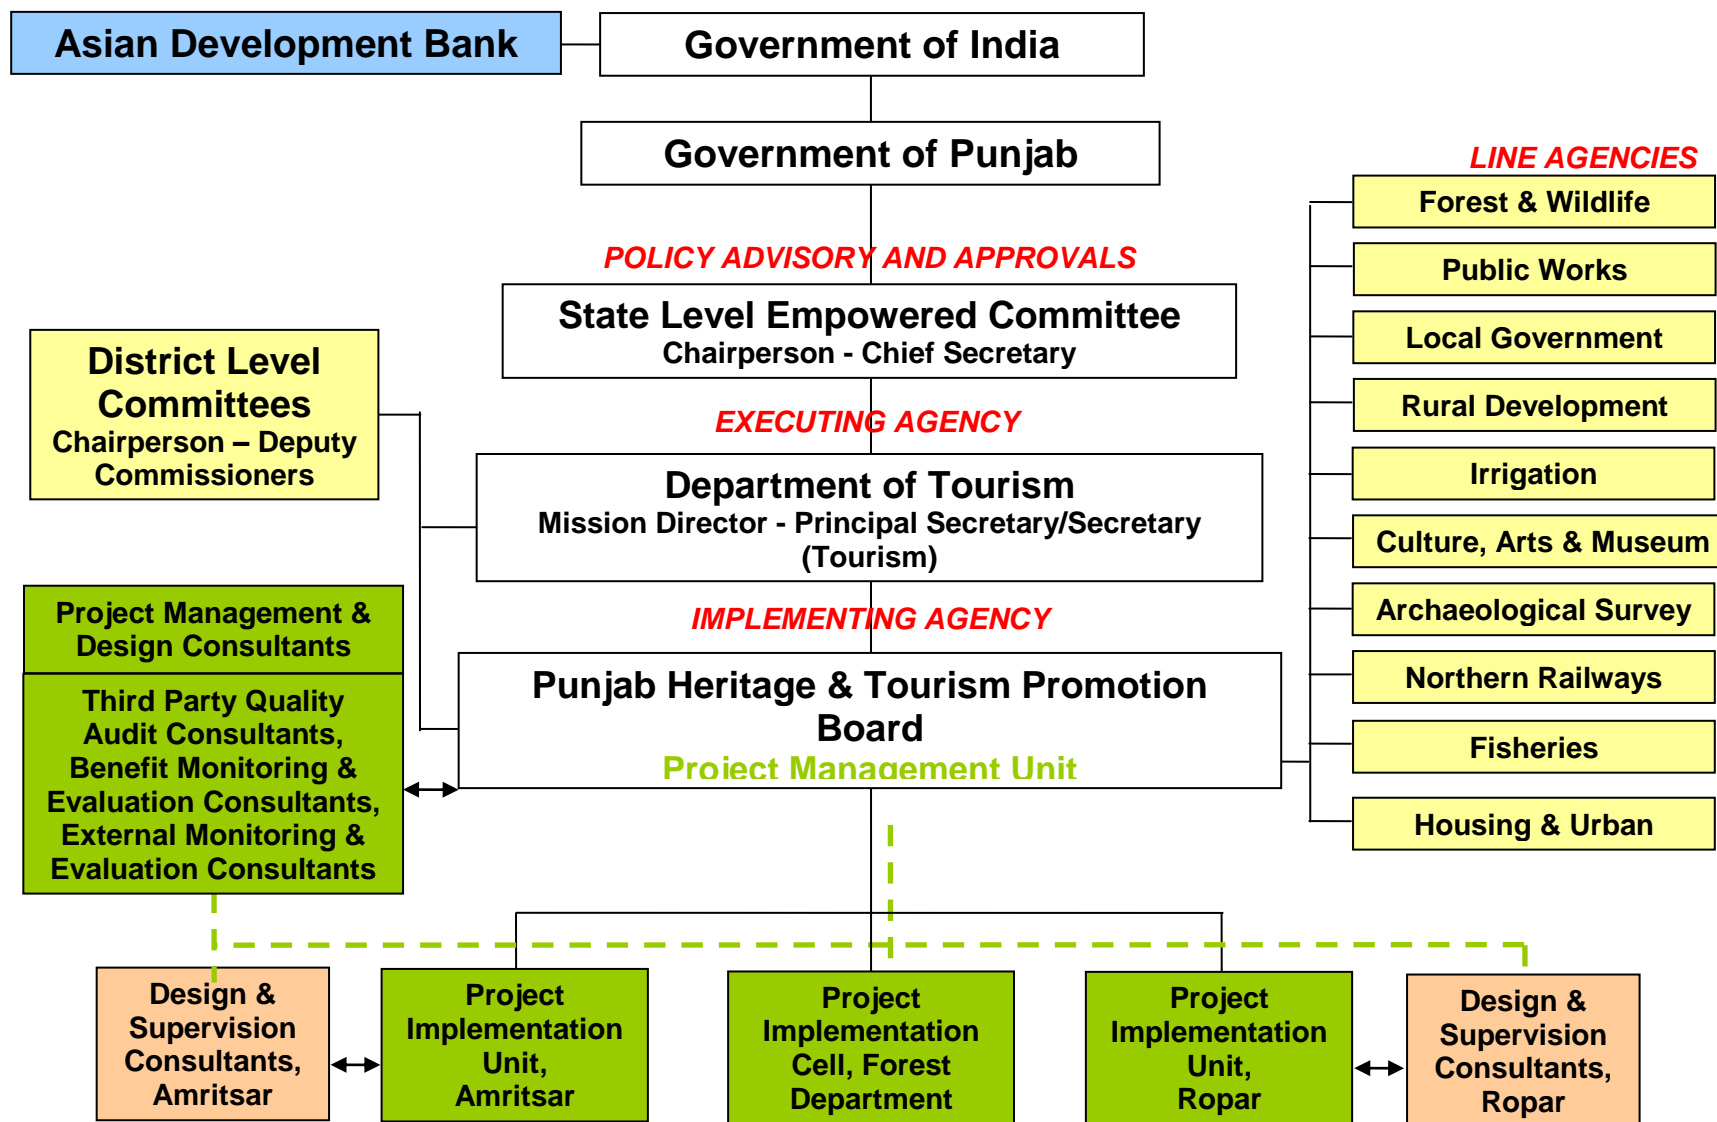 Asian Development Bank
Government of India
Government of Punjab
LINE AGENCIES
Forest & Wildlife
Public Works
Local Government
Rural Development
Irrigation
Culture, Arts & Museum
Archaeological Survey
Northern Railways
Fisheries
Housing & Urban
POLICY ADVISORY AND APPROVALS
State Level Empowered Committee
Chairperson - Chief Secretary
District Level
Committees
Chairperson – Deputy
Commissioners
EXECUTING AGENCY
Department of Tourism
Mission Director - Principal Secretary/Secretary
(Tourism)
IMPLEMENTING AGENCY
Punjab Heritage & Tourism Promotion
Board
Project Management Unit
Project Management &
Design Consultants
Third Party Quality
Audit Consultants,
Benefit Monitoring &
Evaluation Consultants,
External Monitoring &
Evaluation Consultants
Design &
Supervision
Consultants,
Amritsar
Project
Implementation
Unit,
Amritsar
Project
Implementation
Cell, Forest
Department
Project
Implementation
Unit,
Ropar
Design &
Supervision
Consultants,
Ropar